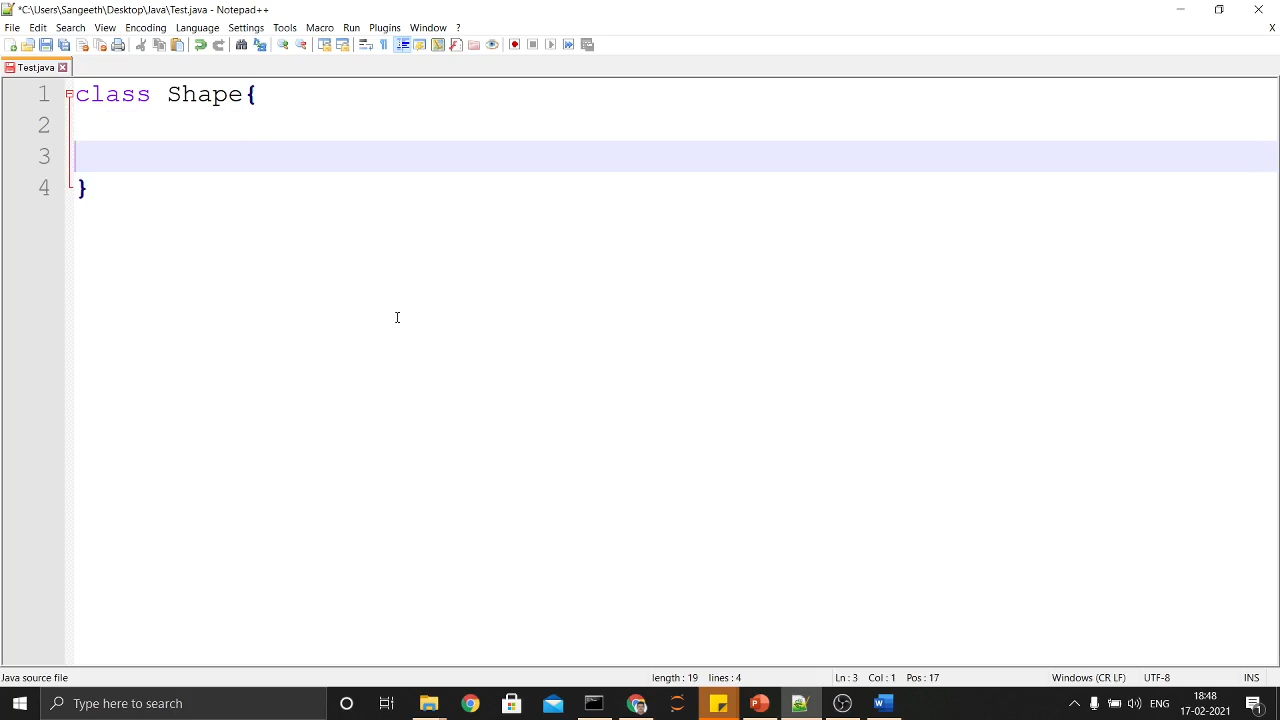 *C:\Users\Sangeeth\Desktop\Java\Test.java - Notepad++
File Edit Search View Encoding Language Settings Tools Macro Run Plugins Window ?
X
Test.java
1 class Shape{
2
3
4 }
Java source file length : 19 lines : 4 Ln : 3 Col : 1 Pos : 17 Windows (CR LF) UTF-8 INS
Type here to search
ENG
18:48
17-02-2021
1